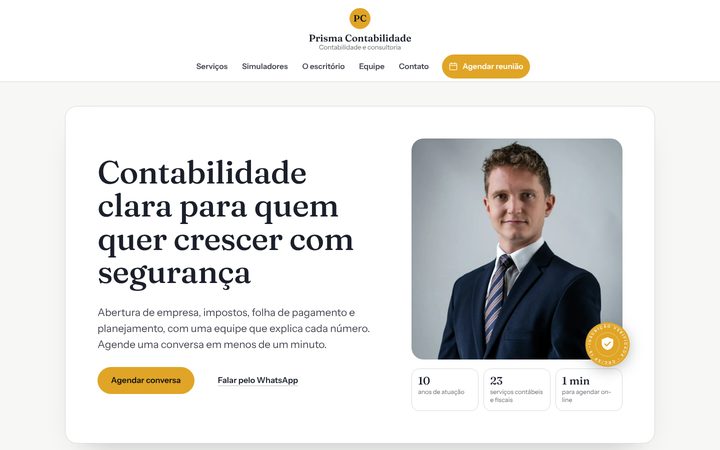 PC
Prisma Contabilidade
Contabilidade e consultoria
Serviços
Simuladores
O escritório
Equipe
Contato
Agendar reunião
Contabilidade
clara para quem
quer crescer com
segurança
Abertura de empresa, impostos, folha de pagamento e
planejamento, com uma equipe que explica cada número.
Agende uma conversa em menos de um minuto.
Agendar conversa
Falar pelo WhatsApp
10
anos de atuação
23
serviços contábeis
e fiscais
1 min
para agendar on-
line